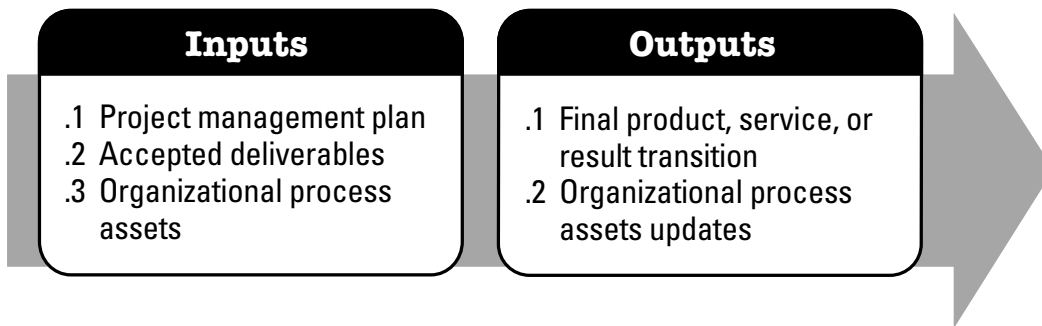 Inputs
.1 Project management plan
.2 Accepted deliverables
.3 Organizational process
assets
Outputs
.1 Final product, service, or
result transition
.2 Organizational process
assets updates